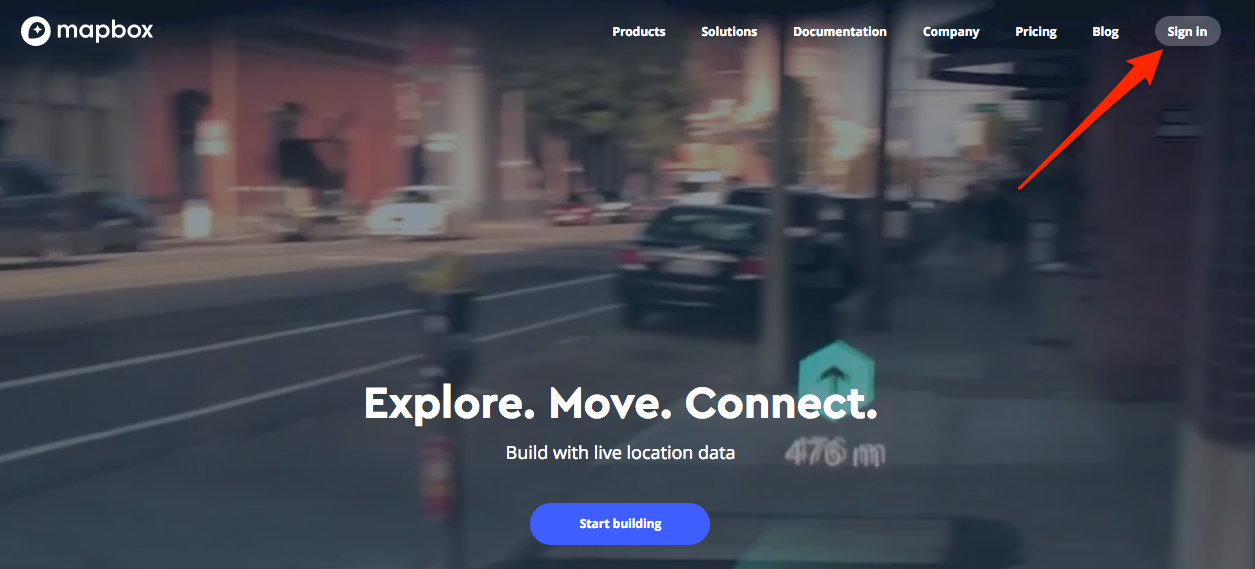 mapbox
Products Solutions Documentation Company Pricing Blog Sign in
Explore. Move. Connect.
Build with live location data
476 m
Start building